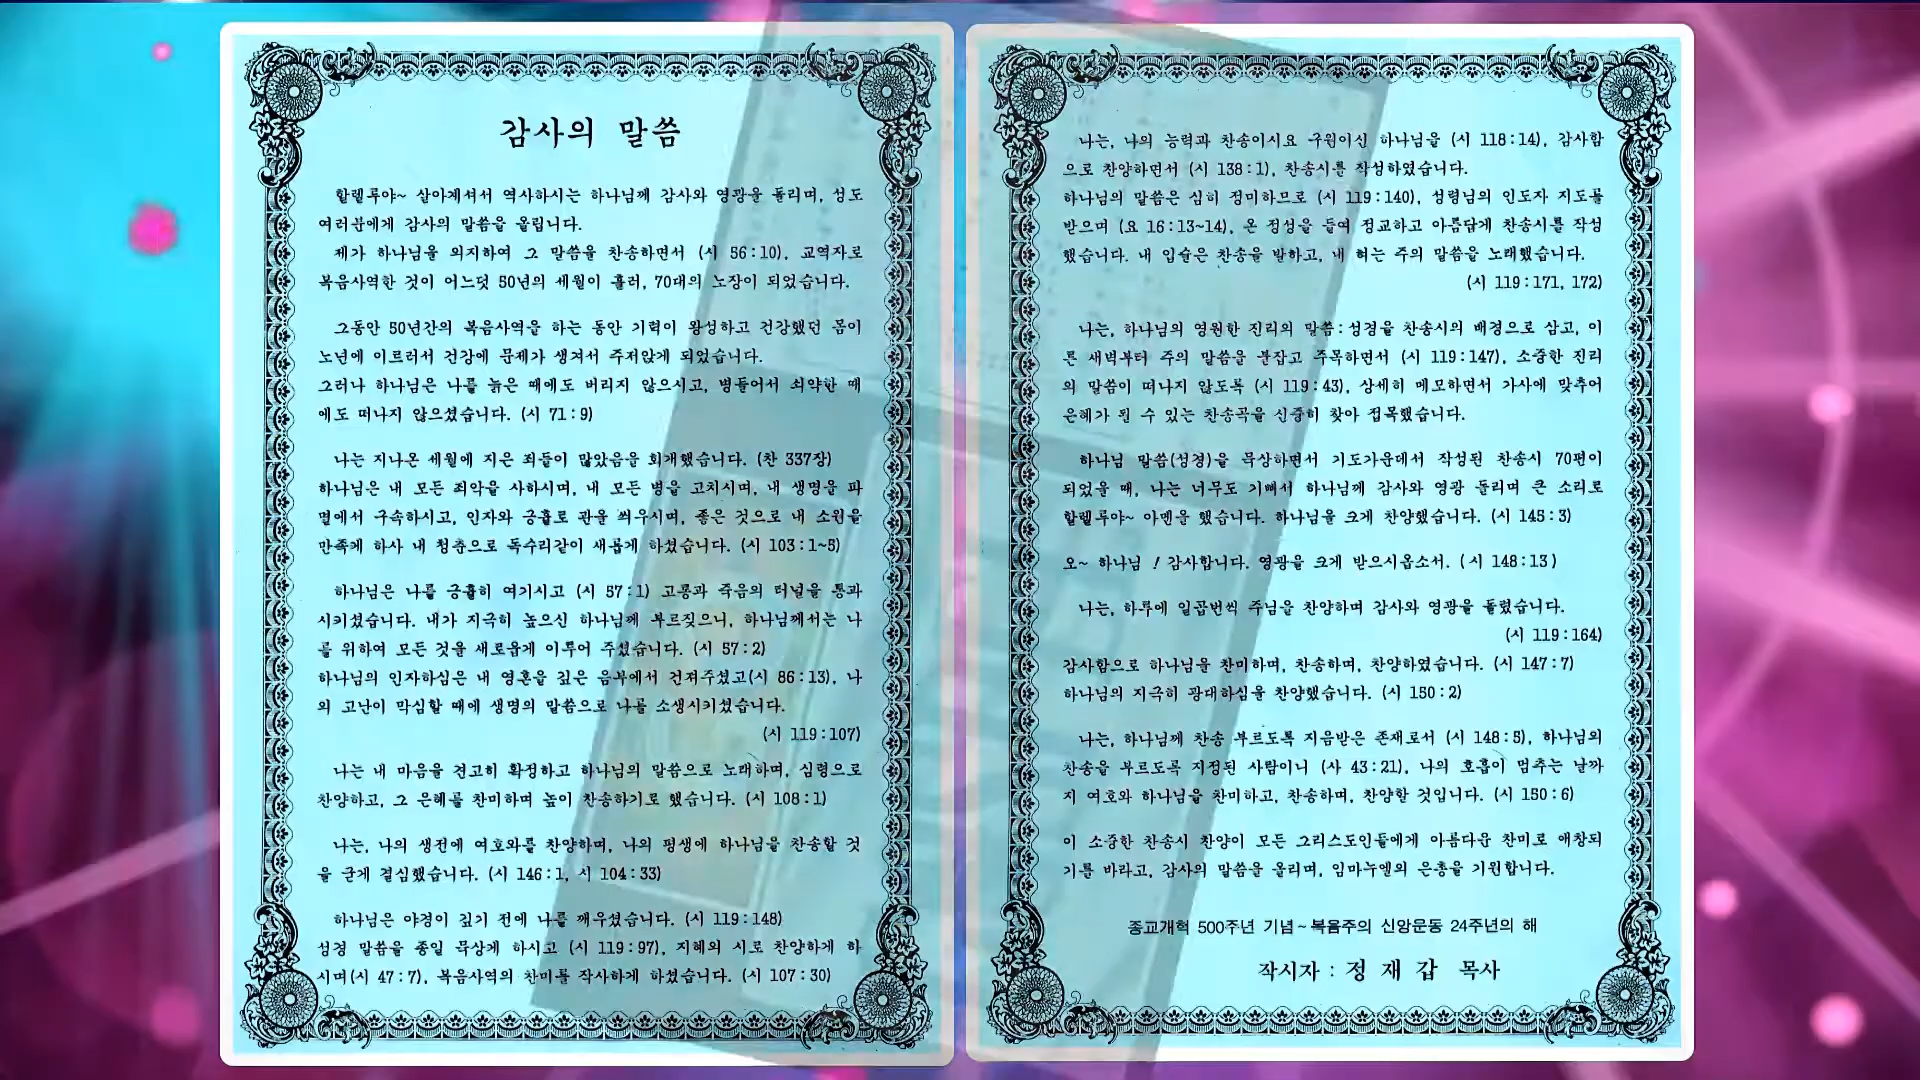 감사의 말씀
할렐루야~ 살아계셔서 역사하시는 하나님께 감사와 영광을 돌리며, 성도
여러분에게 감사의 말씀을 올립니다.
제가 하나님을 의지하여 그 말씀을 찬송하면서 (시 56:10), 교역자로
복음사역한 것이 어느덧 50년의 세월이 흘러, 70대의 노장이 되었습니다.
그동안 50년간의 복음사역을 하는 동안 기력이 왕성하고 건강했던 몸이
노년에 이르러서 건강에 문제가 생겨서 주저앉게 되었습니다.
그러나 하나님은 나를 늙은 때에도 버리지 않으시고, 병들어서 쇠약한 때
에도 떠나지 않으셨습니다. (시 71:9)
나는 지나온 세월에 지은 죄들이 많았음을 회개했습니다. (찬 337장)
하나님은 내 모든 죄악을 사하시며, 내 모든 병을 고치시며, 내 생명을 파
멸에서 구속하시고, 인자와 긍휼로 관을 씌우시며, 좋은 것으로 내 소원을
만족케 하사 내 청춘으로 독수리같이 새롭게 하셨습니다. (시 103:1~5)
하나님은 나를 긍휼히 여기시고 (시 57:1) 고통과 죽음의 터널을 통과
시키셨습니다. 내가 지극히 높으신 하나님께 부르짖으니, 하나님께서는 나
를 위하여 모든 것을 새로웁게 이루어 주셨습니다. (시 57:2)
하나님의 인자하심은 내 영혼을 깊은 음부에서 건져주셨고(시 86:13), 나
의 고난이 막심할 때에 생명의 말씀으로 나를 소생시키셨습니다.
(시 119:107)
나는 내 마음을 견고히 확정하고 하나님의 말씀으로 노래하며, 심령으로
찬양하고, 그 은혜를 찬미하며 높이 찬송하기로 했습니다. (시 108:1)
나는, 나의 생전에 여호와를 찬양하며, 나의 평생에 하나님을 찬송할 것
을 굳게 결심했습니다. (시 146:1, 시 104:33)
하나님은 야경이 깊기 전에 나를 깨우셨습니다. (시 119:148)
성경 말씀을 종일 묵상케 하시고 (시 119:97), 지혜의 시로 찬양하게 하
시며(시 47:7), 복음사역의 찬미를 작사하게 하셨습니다. (시 107:30)
나는, 나의 능력과 찬송이시요 구원이신 하나님을 (시 118:14), 감사함
으로 찬양하면서 (시 138:1), 찬송시를 작성하였습니다.
하나님의 말씀은 심히 정미하므로 (시 119:140), 성령님의 인도자 지도를
받으며 (요 16:13~14), 온 정성을 들여 정교하고 아름답게 찬송시를 작성
했습니다. 내 입술은 찬송을 발하고, 내 혀는 주의 말씀을 노래했습니다.
(시 119:171, 172)
나는, 하나님의 영원한 진리의 말씀:성경을 찬송시의 배경으로 삼고, 이
른 새벽부터 주의 말씀을 붙잡고 주목하면서 (시 119:147), 소중한 진리
의 말씀이 떠나지 않도록 (시 119:43), 상세히 메모하면서 가사에 맞추어
은혜가 될 수 있는 찬송곡을 신중히 찾아 접목했습니다.
하나님 말씀(성경)을 묵상하면서 기도가운데서 작성된 찬송시 70편이
되었을 때, 나는 너무도 기뻐서 하나님께 감사와 영광 돌리며 큰 소리로
할렐루야~ 아멘을 했습니다. 하나님을 크게 찬양했습니다. (시 145:3)
오~ 하나님 ! 감사합니다. 영광을 크게 받으시옵소서. (시 148:13)
나는, 하루에 일곱번씩 주님을 찬양하며 감사와 영광을 돌렸습니다.
(시 119:164)
감사함으로 하나님을 찬미하며, 찬송하며, 찬양하였습니다. (시 147:7)
하나님의 지극히 광대하심을 찬양했습니다. (시 150:2)
나는, 하나님께 찬송 부르도록 지음받은 존재로서 (시 148:5), 하나님의
찬송을 부르도록 지정된 사람이니 (사 43:21), 나의 호흡이 멈추는 날까
지 여호와 하나님을 찬미하고, 찬송하며, 찬양할 것입니다. (시 150:6)
이 소중한 찬송시 찬양이 모든 그리스도인들에게 아름다운 찬미로 애창되
기를 바라고, 감사의 말씀을 올리며, 임마누엘의 은총을 기원합니다.
종교개혁 500주년 기념~복음주의 신앙운동 24주년의 해
작시자 : 정 재 갑 목사